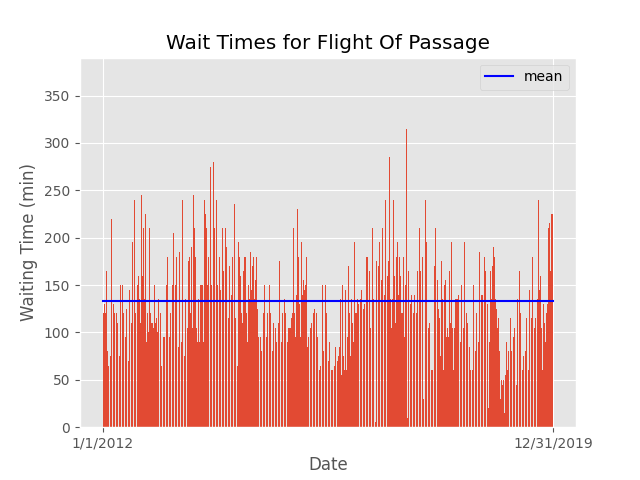 Wait Times for Flight Of Passage
mean
350
300
250
200
150
100
50
0
Waiting Time (min)
1/1/2012
12/31/2019
Date